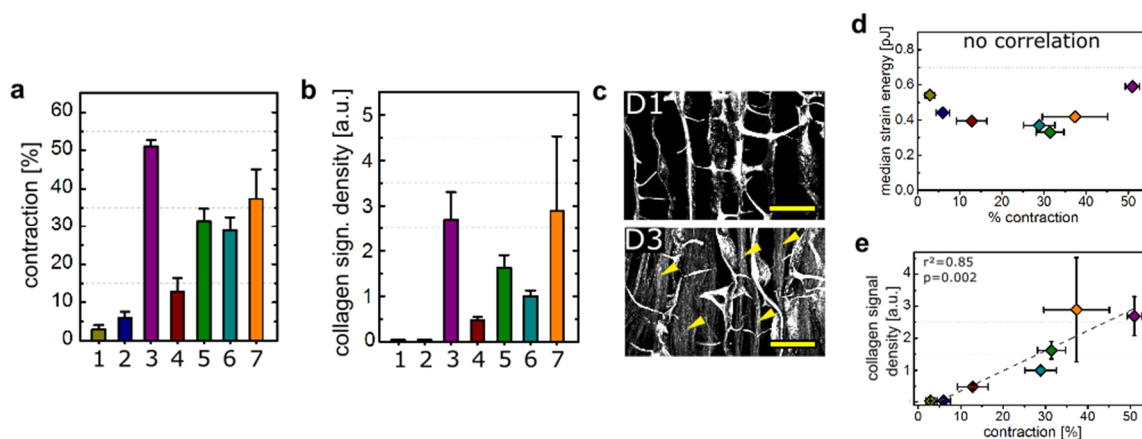 a
contraction [%]
60
50
40
30
20
10
0
1 2 3 4 5 6 7
b
collagen sign. density [a.u.]
5
4
3
2
1
0
1 2 3 4 5 6 7
c
D1
D3
d
no correlation
median strain energy [pJ]
0.9
0.6
0.4
0.2
0.0
0 10 20 30 40 50
% contraction
e
r²=0.85
p=0.002
collagen signal
density [a.u.]
4
3
2
1
0 10 20 30 40 50
contraction [%]